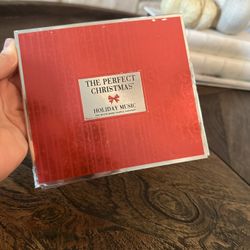 THE PERFECT
CHRISTMAS
HOLIDAY MUSIC